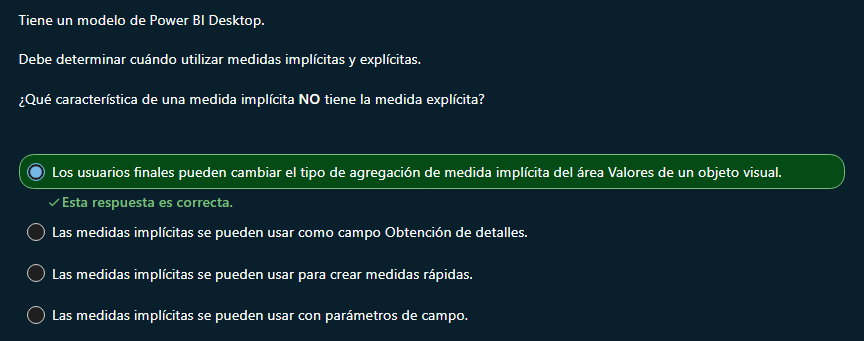 Tiene un modelo de Power BI Desktop.
Debe determinar cuándo utilizar medidas implícitas y explícitas.
¿Qué característica de una medida implícita NO tiene la medida explícita?
Los usuarios finales pueden cambiar el tipo de agregación de medida implícita del área Valores de un objeto visual.
Esta respuesta es correcta.
Las medidas implícitas se pueden usar como campo Obtención de detalles.
Las medidas implícitas se pueden usar para crear medidas rápidas.
Las medidas implícitas se pueden usar con parámetros de campo.